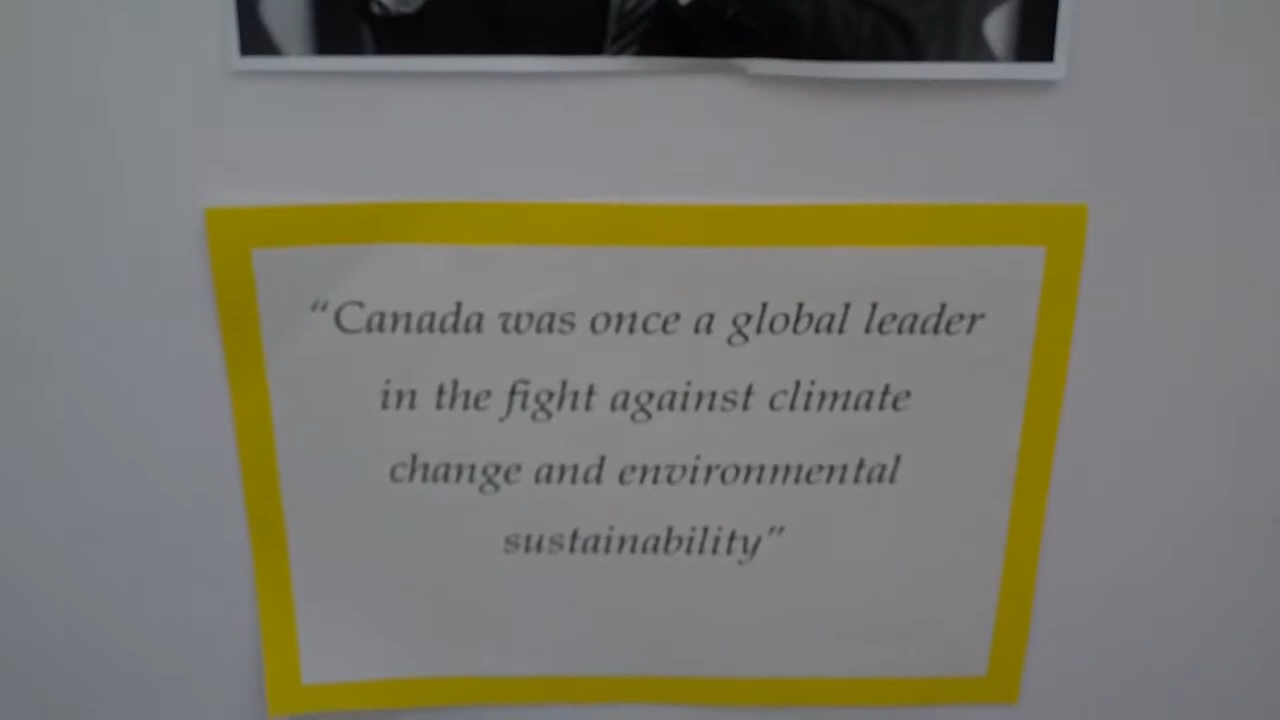 “Canada was once a global leader
in the fight against climate
change and environmental
sustainability”